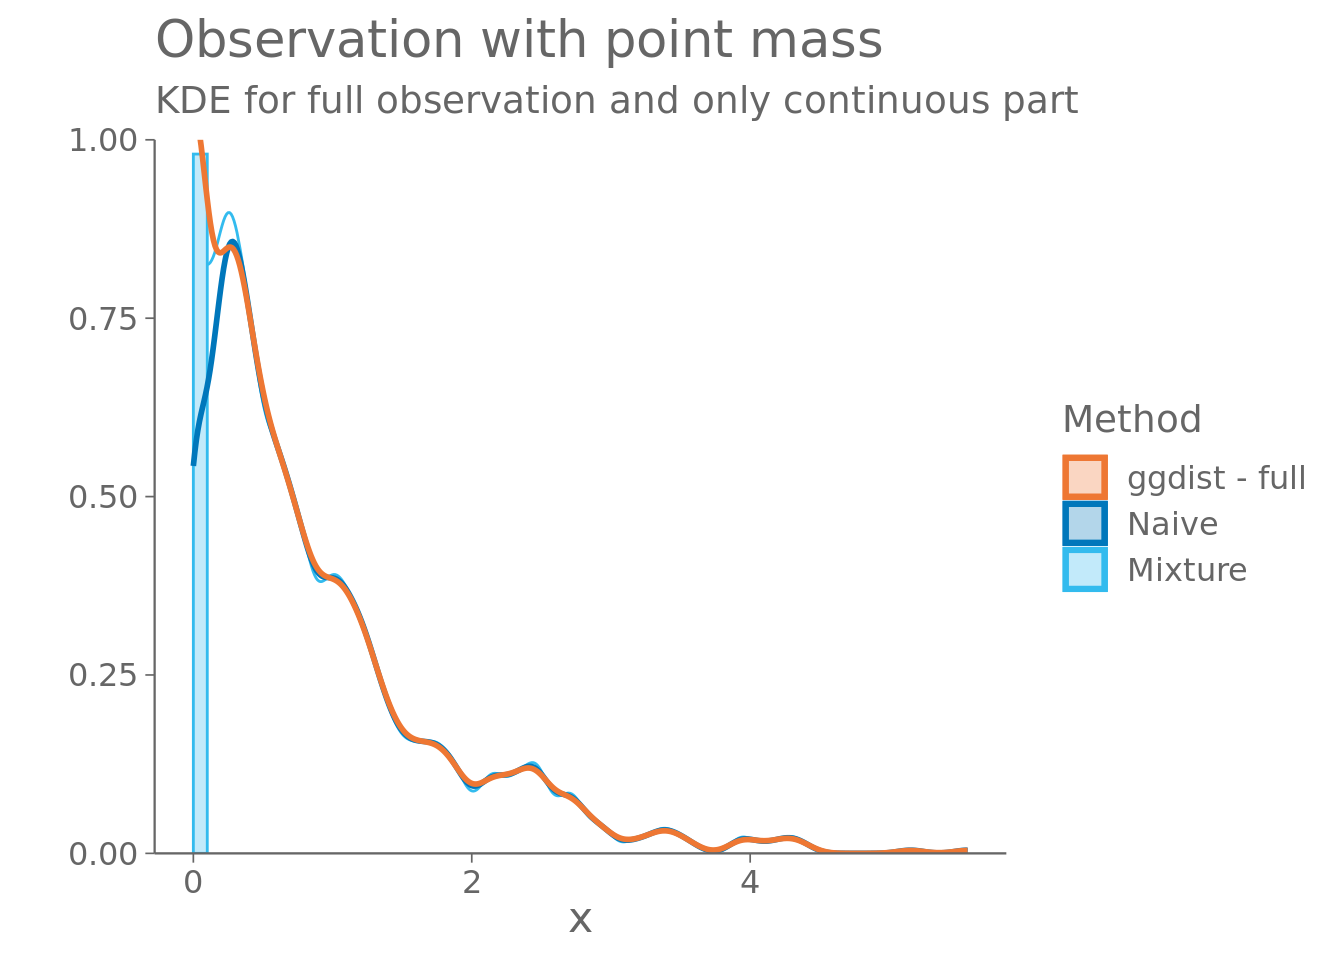 Observation with point mass
KDE for full observation and only continuous part
1.00
0.75
0.50
0.25
0.00
0
2
4
x
Method
ggdist - full
Naive
Mixture